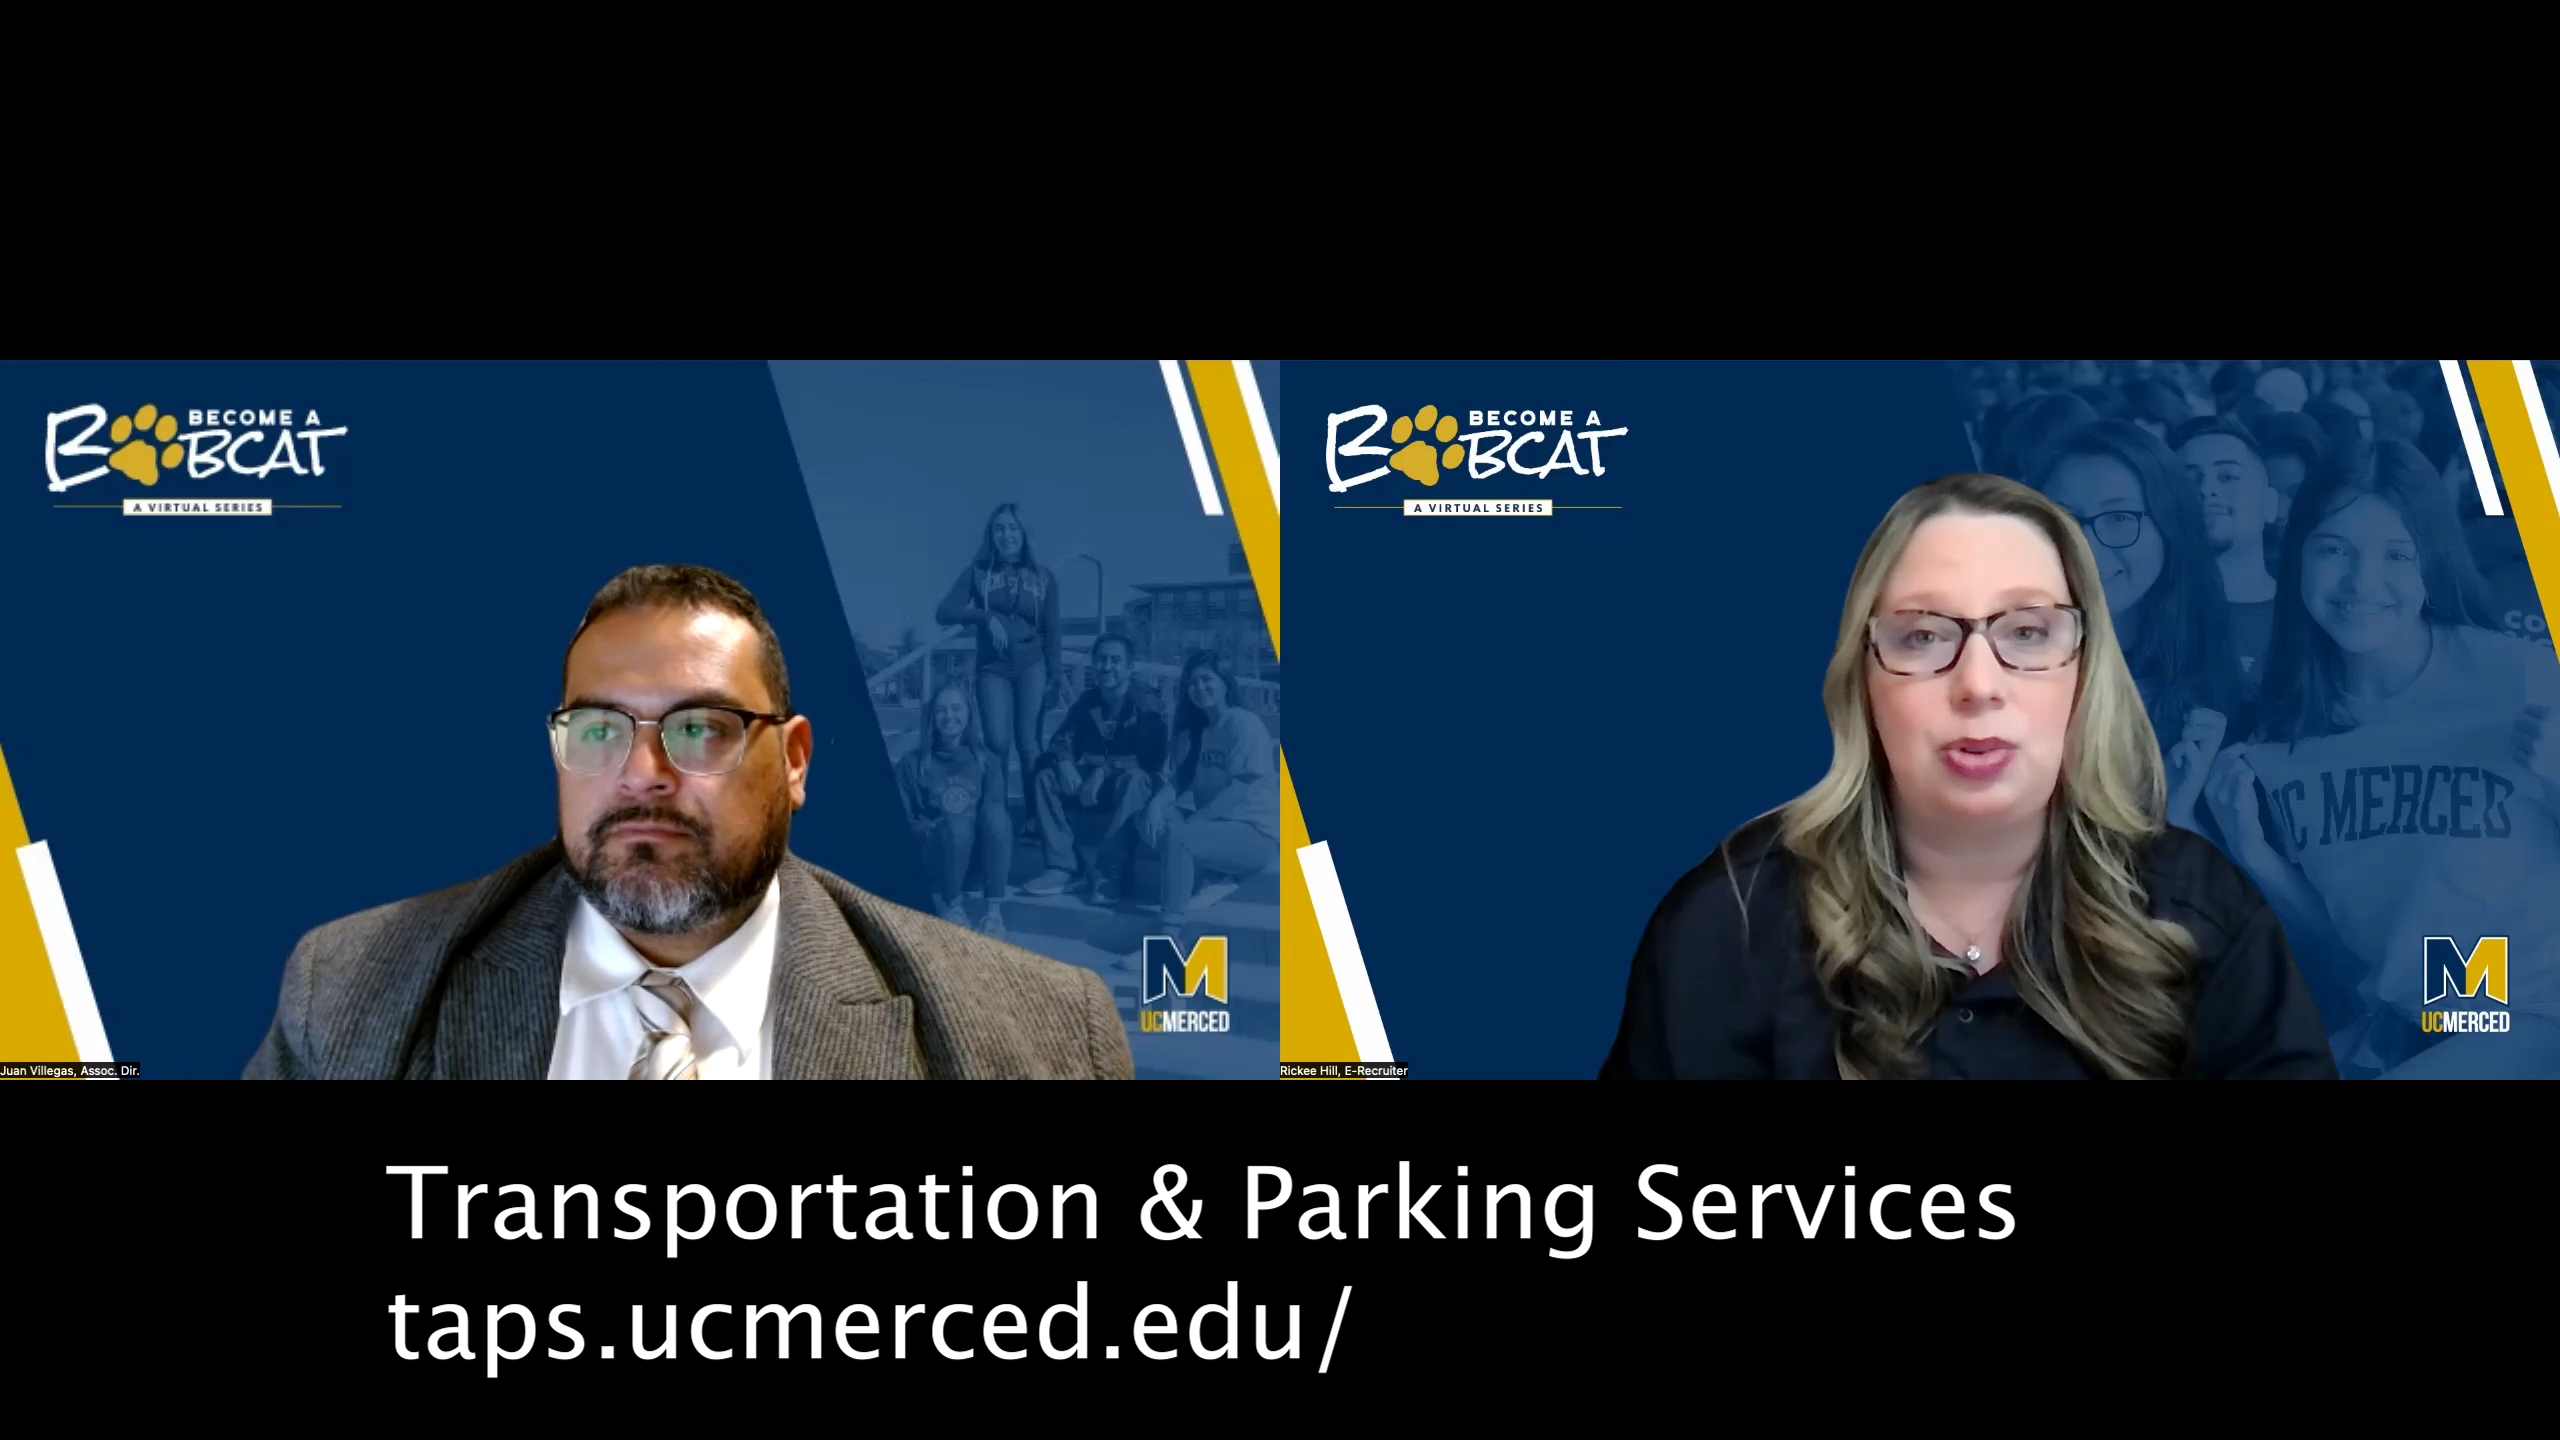 BECOME A
BOBCAT
A VIRTUAL SERIES
UCMERCED
Juan Villegas, Assoc. Dir.
BECOME A
BOBCAT
A VIRTUAL SERIES
CO
UC MERCED
UCMERCED
Rickee Hill, E-Recruiter
Transportation & Parking Services
taps.ucmerced.edu/